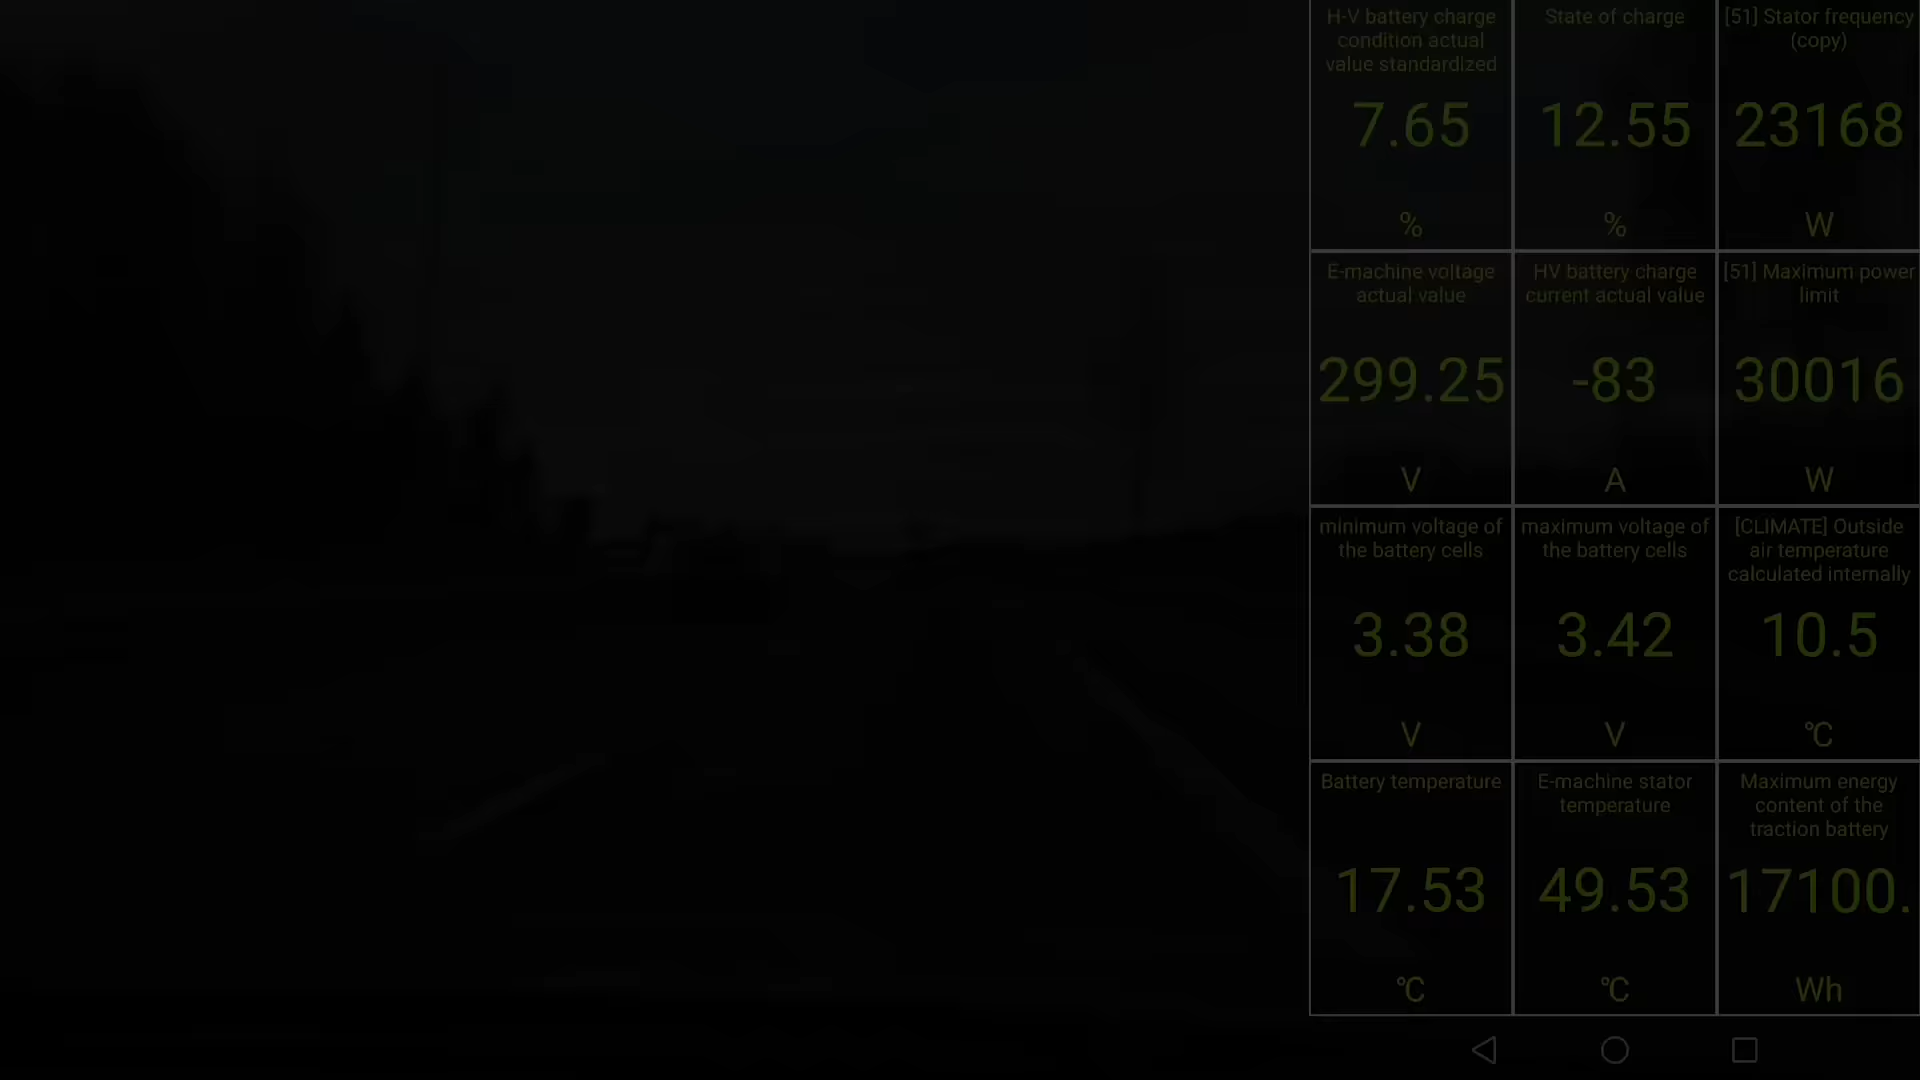 H-V battery charge
condition actual
value standardized
7.65
%
State of charge
12.55
%
[51] Stator frequency
(copy)
23168
W
E-machine voltage
actual value
299.25
V
HV battery charge
current actual value
-83
A
[51] Maximum power
limit
30016
W
minimum voltage of
the battery cells
3.38
V
maximum voltage of
the battery cells
3.42
V
[CLIMATE] Outside
air temperature
calculated internally
10.5
℃
Battery temperature
17.53
℃
E-machine stator
temperature
49.53
℃
Maximum energy
content of the
traction battery
17100.
Wh